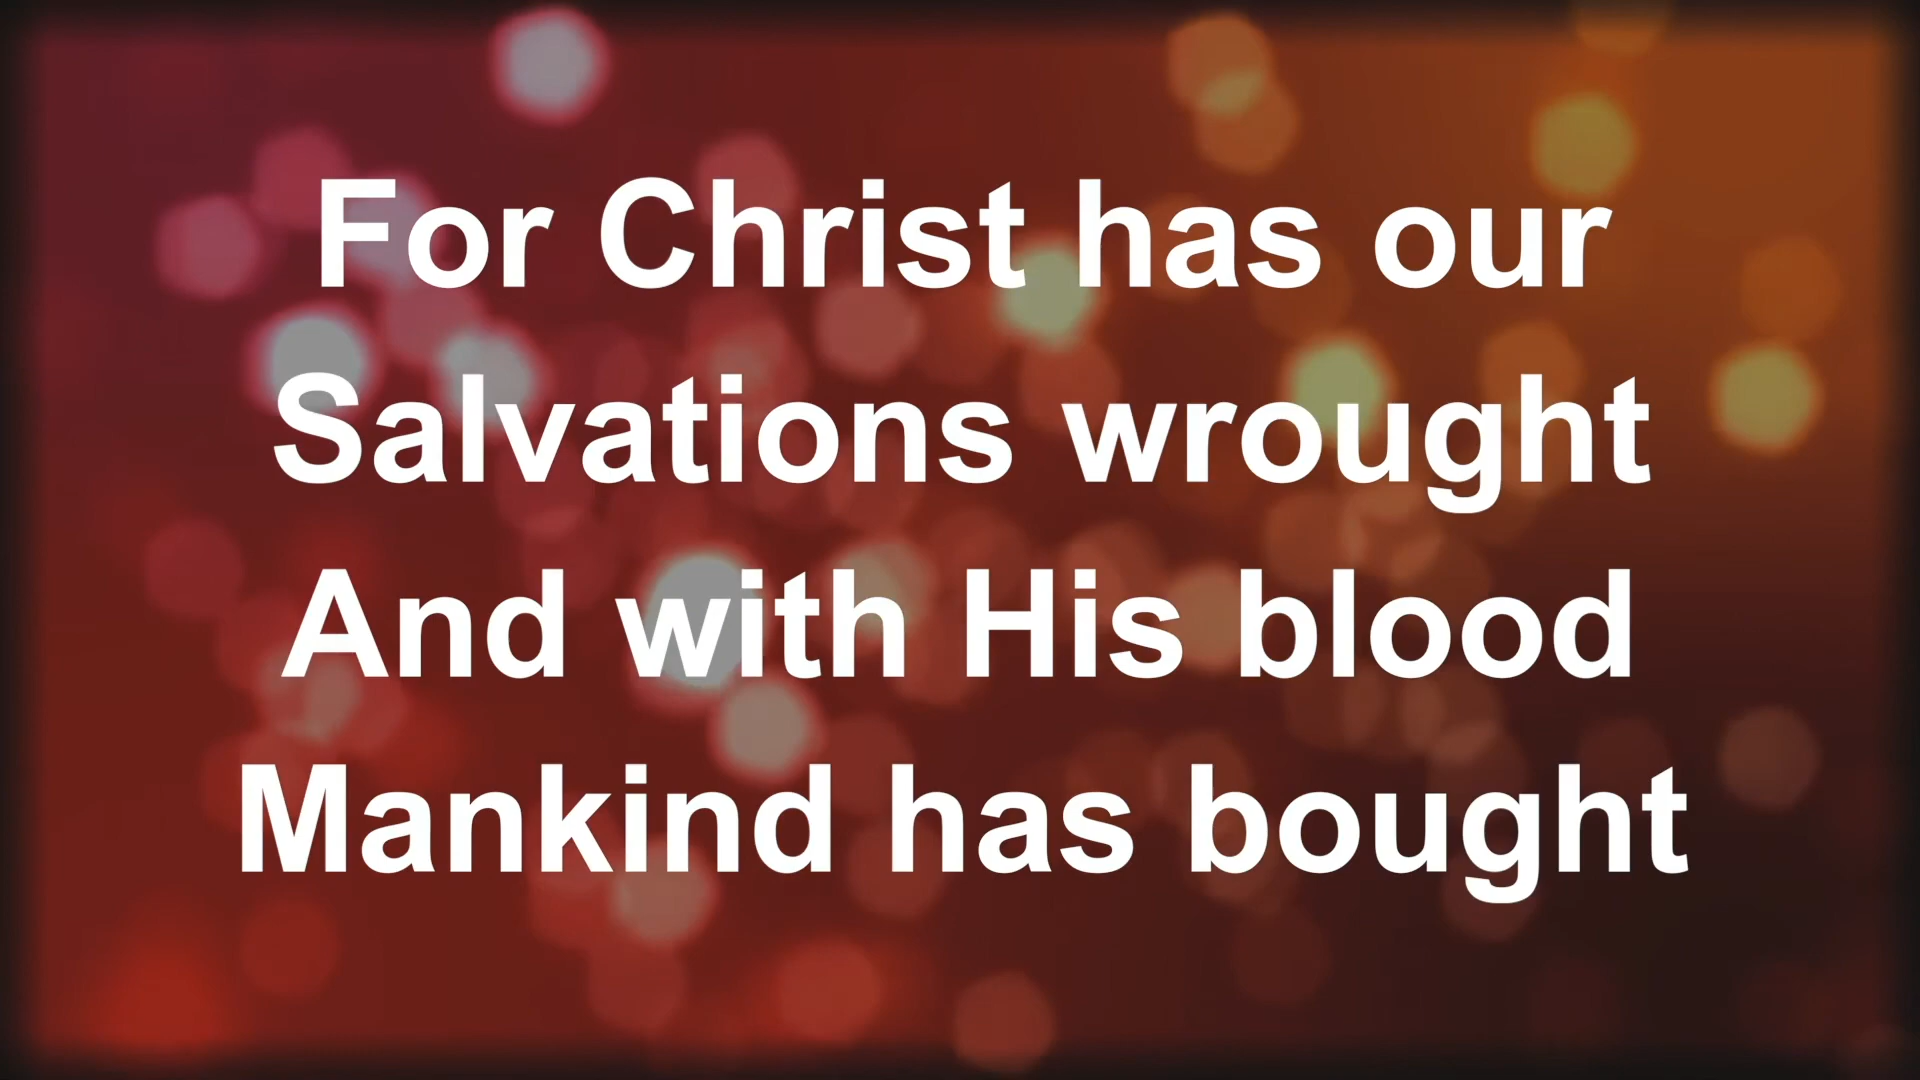 For Christ has our
Salvations wrought
And with His blood
Mankind has bought